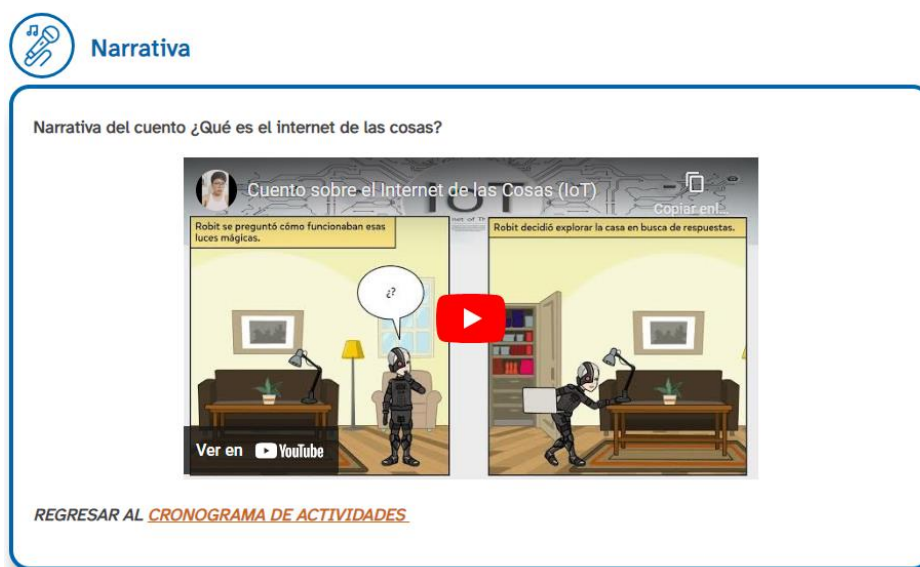 Narrativa
Narrativa del cuento ¿Qué es el internet de las cosas?
Cuento sobre el Internet de las Cosas (IoT)
Copiar enl...
IOT
Robit se preguntó cómo funcionaban esas
luces mágicas.
Robit decidió explorar la casa en busca de respuestas.
¿?
Ver en YouTube
REGRESAR AL CRONOGRAMA DE ACTIVIDADES